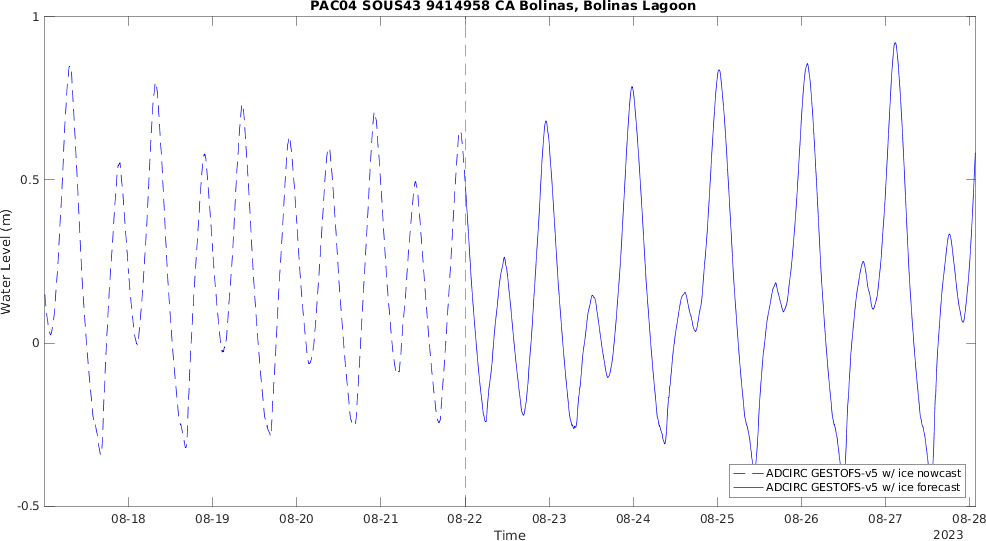 PAC04 SOUS43 9414958 CA Bolinas, Bolinas Lagoon
1
0.5
0
-0.5
Water Level (m)
ADCIRC GESTOFS-v5 w/ ice nowcast
ADCIRC GESTOFS-v5 w/ ice forecast
08-18 08-19 08-20 08-21 08-22 08-23 08-24 08-25 08-26 08-27 08-28
Time
2023